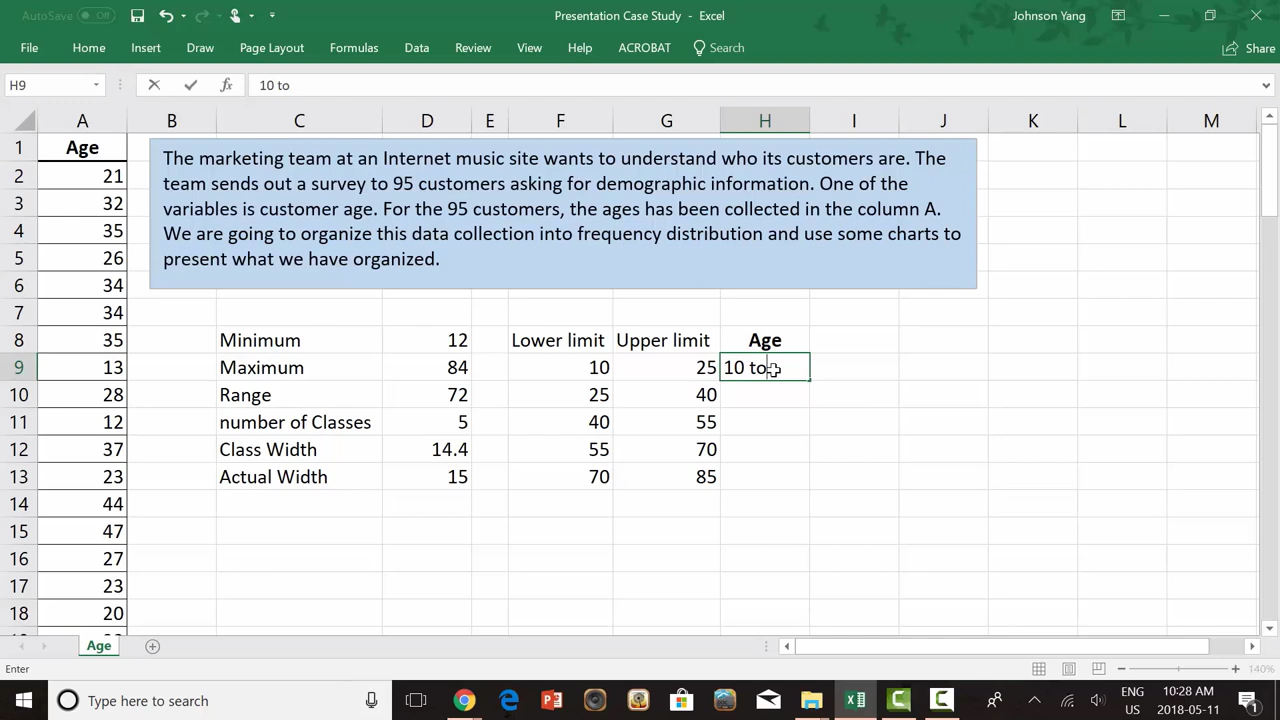 AutoSave Off
Presentation Case Study - Excel
Johnson Yang
File Home Insert Draw Page Layout Formulas Data Review View Help ACROBAT Search Share
H9 fx 10 to
A B C D E F G H I J K L M
1 Age
The marketing team at an Internet music site wants to understand who its customers are. The
2 21 team sends out a survey to 95 customers asking for demographic information. One of the
3 32 variables is customer age. For the 95 customers, the ages has been collected in the column A.
4 35 We are going to organize this data collection into frequency distribution and use some charts to
5 26 present what we have organized.
6 34
7 34
8 35 Minimum 12 Lower limit Upper limit Age
9 13 Maximum 84 10 25 10 to
10 28 Range 72 25 40
11 12 number of Classes 5 40 55
12 37 Class Width 14.4 55 70
13 23 Actual Width 15 70 85
14 44
15 47
16 27
17 23
18 20
Age
Enter 140%
Type here to search
ENG 10:28 AM
US 2018-05-11 1